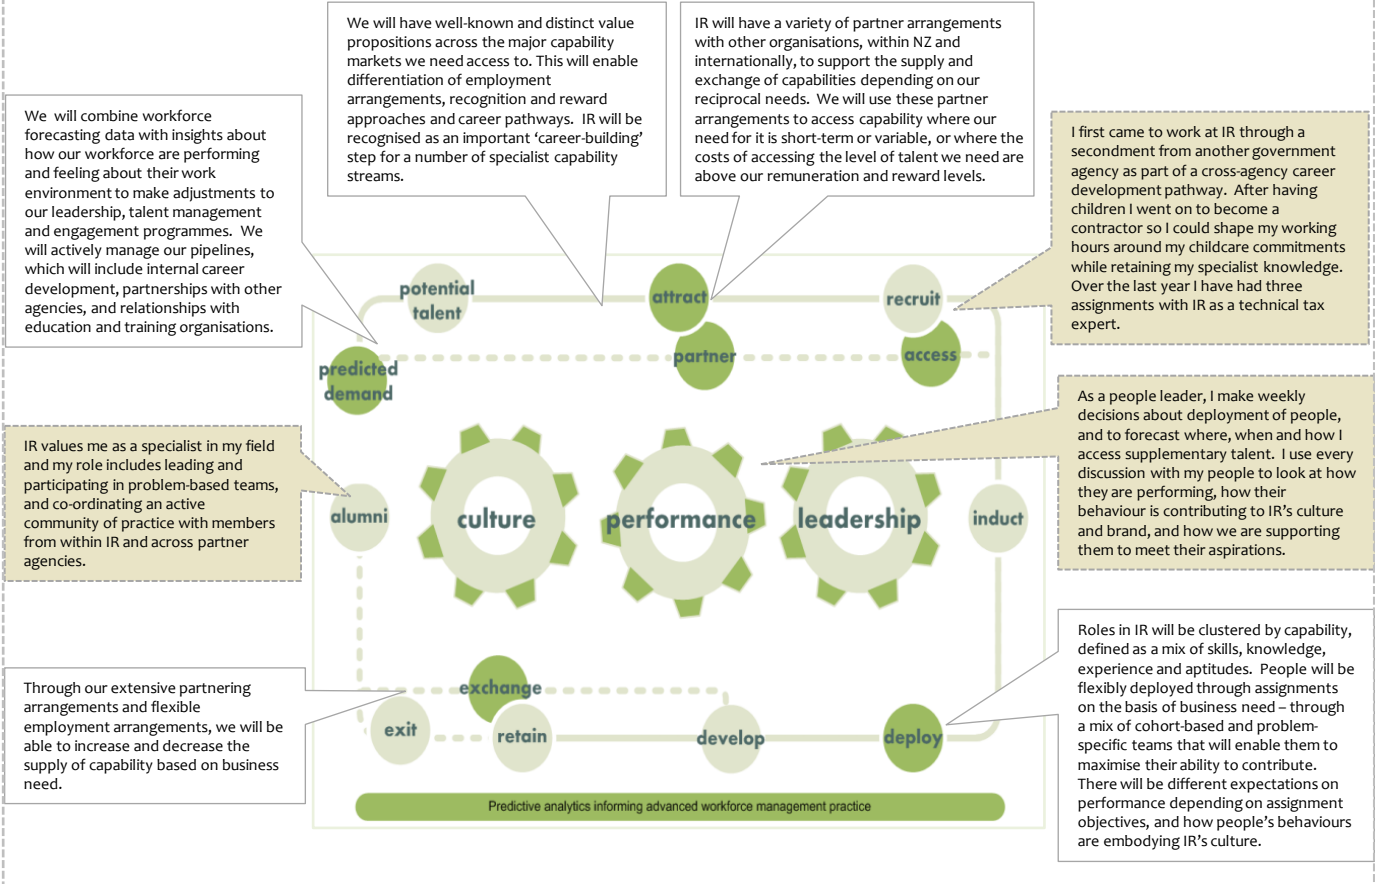 We will have well-known and distinct value
propositions across the major capability
markets we need access to. This will enable
differentiation of employment
arrangements, recognition and reward
approaches and career pathways.  IR will be
recognised as an important ‘career-building’
step for a number of specialist capability
streams.
IR will have a variety of partner arrangements
with other organisations, within NZ and
internationally, to support the supply and
exchange of capabilities depending on our
reciprocal needs.  We will use these partner
arrangements to access capability where our
need for it is short-term or variable, or where the
costs of accessing the level of talent we need are
above our remuneration and reward levels.
We  will combine workforce
forecasting data with insights about
how our workforce are performing
and feeling about their work
environment to make adjustments to
our leadership, talent management
and engagement programmes.  We
will actively manage our pipelines,
which will include internal career
development, partnerships with other
agencies, and relationships with
education and training organisations.
I first came to work at IR through a
secondment from another government
agency as part of a cross-agency career
development pathway.  After having
children I went on to become a
contractor so I could shape my working
hours around my childcare commitments
while retaining my specialist knowledge.
Over the last year I have had three
assignments with IR as a technical tax
expert.
potential
talent
attract
recruit
predicted
demand
partner
access
As a people leader, I make weekly
decisions about deployment of people,
and to forecast where, when and how I
access supplementary talent.  I use every
discussion with my people to look at how
they are performing, how their
behaviour is contributing to IR’s culture
and brand, and how we are supporting
them to meet their aspirations.
IR values me as a specialist in my field
and my role includes leading and
participating in problem-based teams,
and co-ordinating an active
community of practice with members
from within IR and across partner
agencies.
alumni
culture
performance
leadership
induct
Through our extensive partnering
arrangements and flexible
employment arrangements, we will be
able to increase and decrease the
supply of capability based on business
need.
exchange
exit
retain
develop
deploy
Roles in IR will be clustered by capability,
defined as a mix of skills, knowledge,
experience and aptitudes.  People will be
flexibly deployed through assignments
on the basis of business need – through
a mix of cohort-based and problem-
specific teams that will enable them to
maximise their ability to contribute.
There will be different expectations on
performance depending on assignment
objectives, and how people’s behaviours
are embodying IR’s culture.
Predictive analytics informing advanced workforce management practice